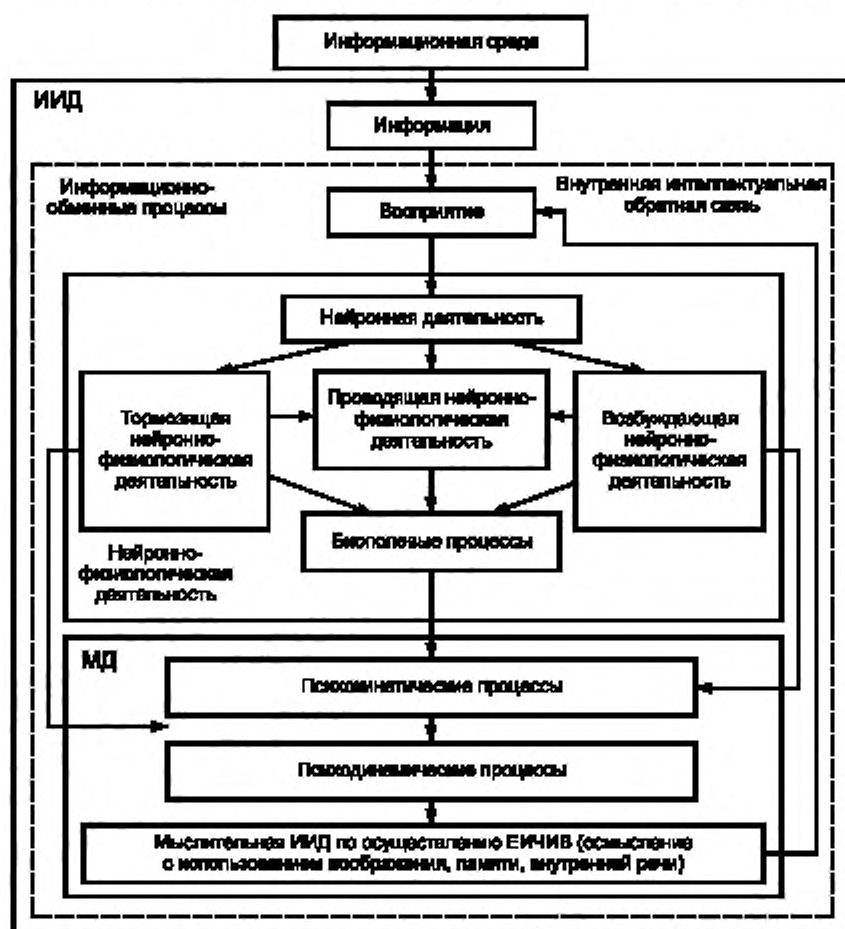 Информационная среда
ИИД
Информация
Информационно-
обменные процессы
Внутренняя интеллектуальная
обратная связь
Восприятие
Нейронная деятельность
Тормозящая
нейронно-
физиологическая
деятельность
Проводящая нейронно-
физиологическая
деятельность
Возбуждающая
нейронно-
физиологическая
деятельность
Биополевые процессы
Нейронно-
физиологическая
деятельность
МД
Психокинетические процессы
Психодинамические процессы
Мыслительная ИИД по осуществлению ЕИЧИВ (осмысление
с использованием воображения, памяти, внутренней речи)